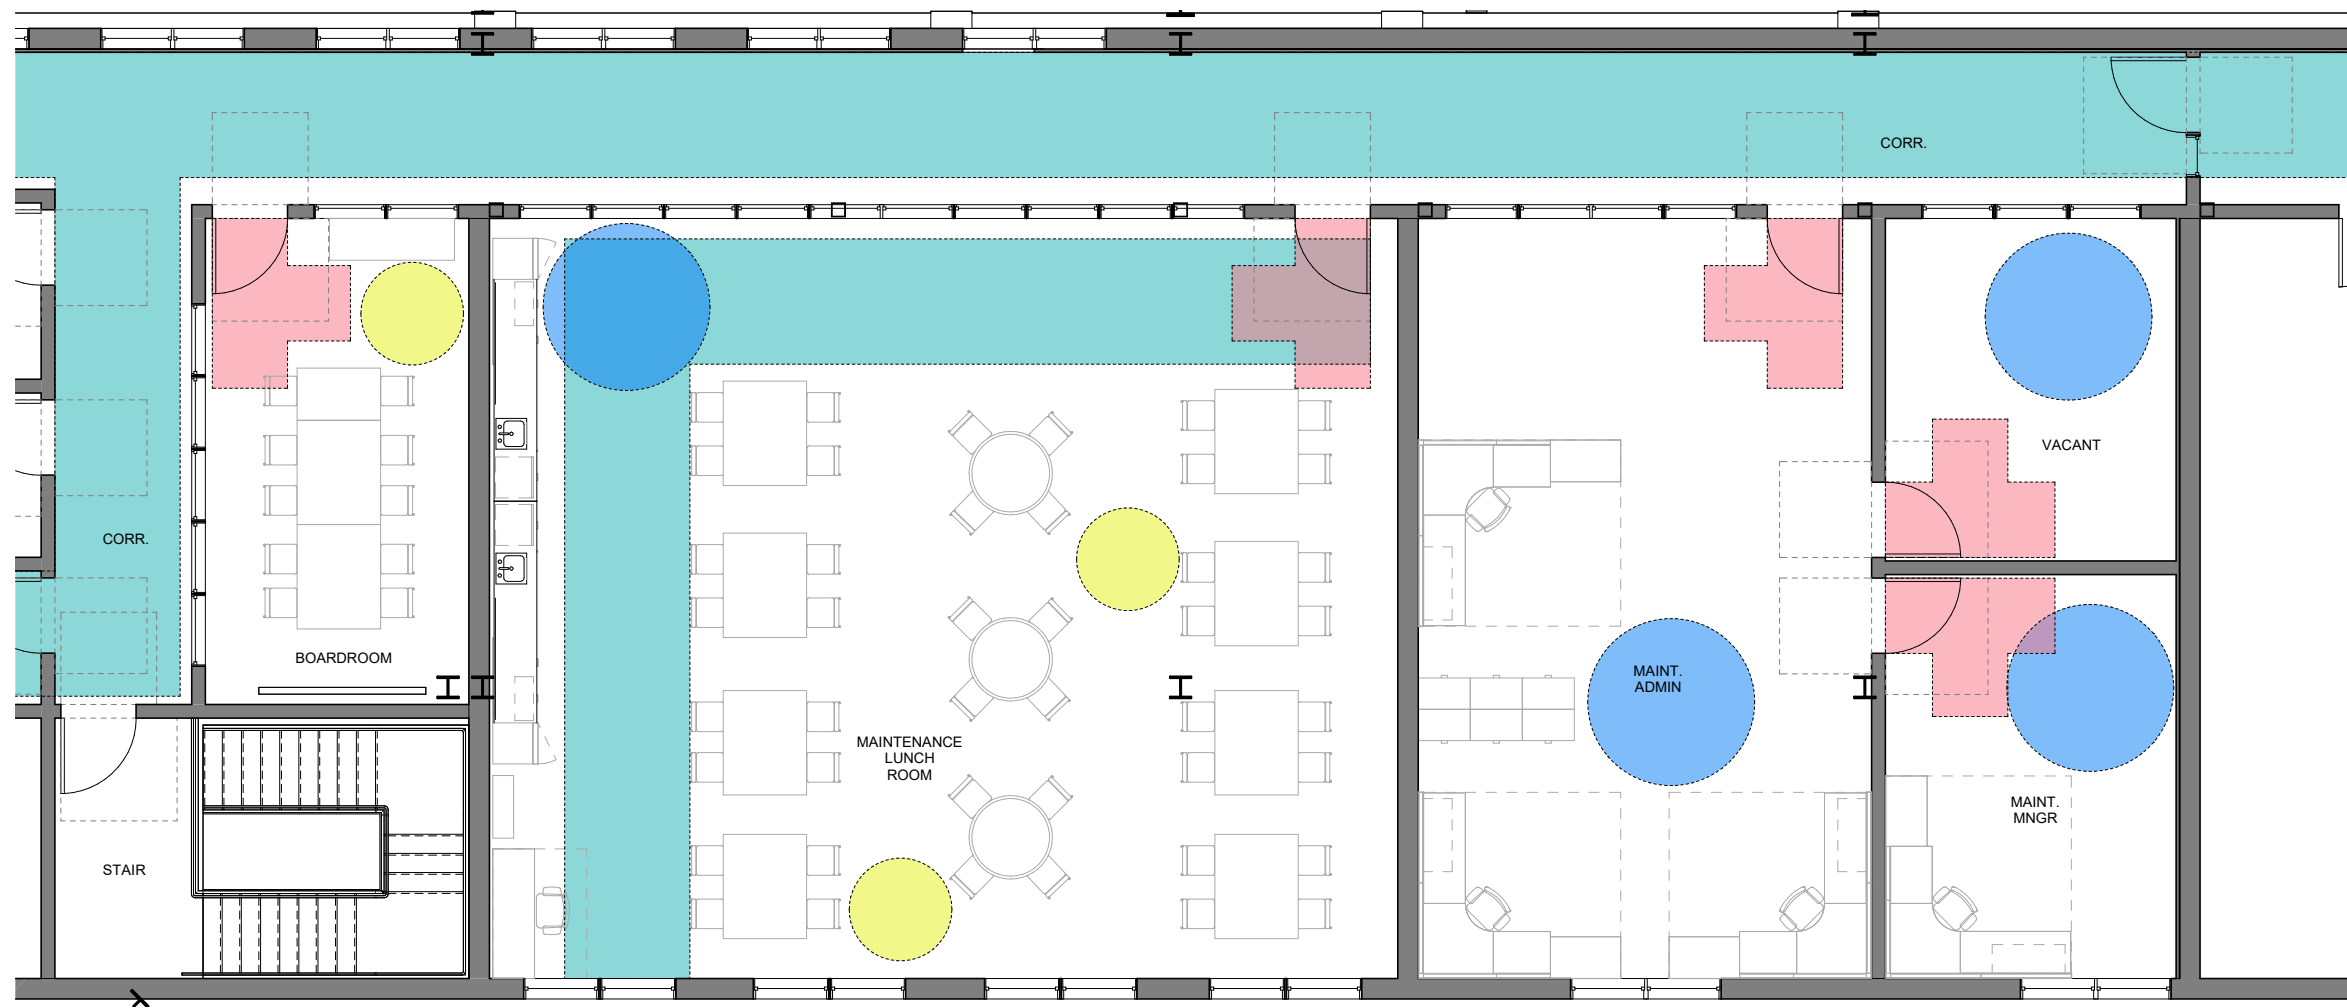 CORR.
VACANT
CORR.
BOARDROOM
MAINT.
ADMIN
MAINTENANCE
LUNCH
ROOM
MAINT.
MNGR
STAIR